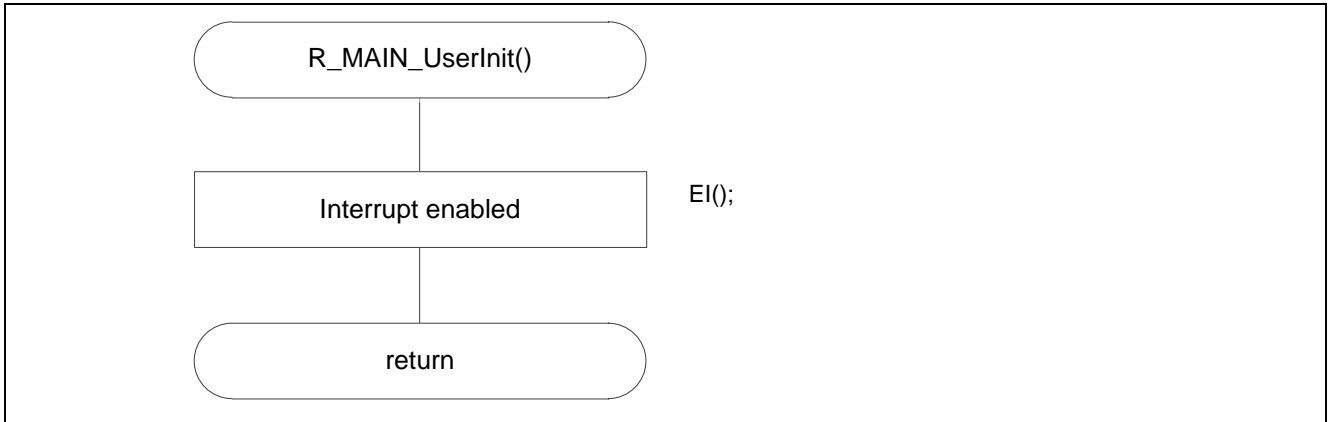 R_MAIN_UserInit()
Interrupt enabled
EI();
return